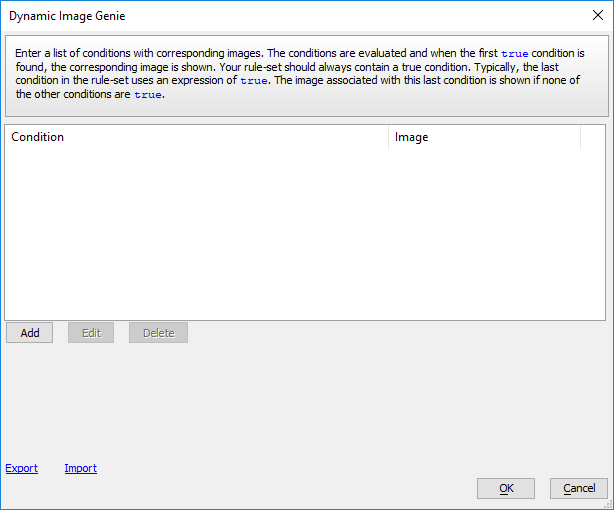 Dynamic Image Genie
Enter a list of conditions with corresponding images. The conditions are evaluated and when the first true condition is
found, the corresponding image is shown. Your rule-set should always contain a true condition. Typically, the last
condition in the rule-set uses an expression of true. The image associated with this last condition is shown if none of
the other conditions are true.
Condition Image
Add Edit Delete
Export Import
OK Cancel